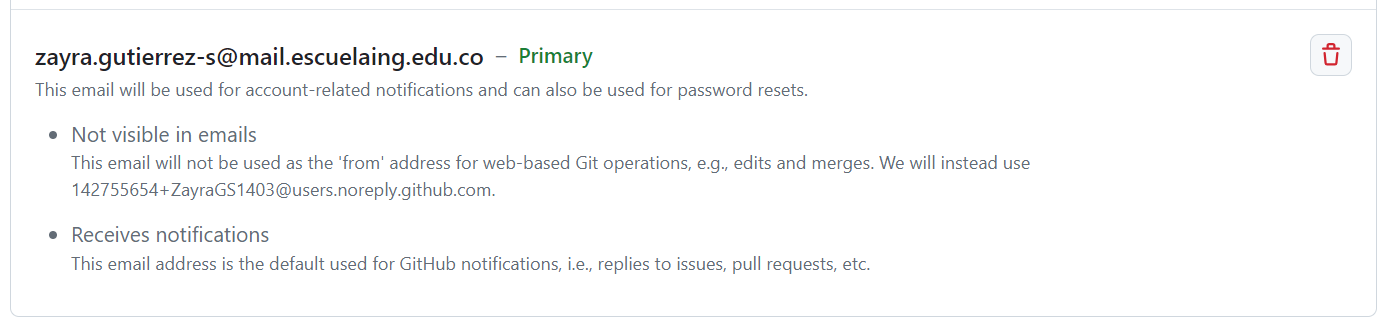 zayra.gutierrez-s@mail.escuelaing.edu.co – Primary
This email will be used for account-related notifications and can also be used for password resets.
Not visible in emails
This email will not be used as the 'from' address for web-based Git operations, e.g., edits and merges. We will instead use
142755654+ZayraGS1403@users.noreply.github.com.
Receives notifications
This email address is the default used for GitHub notifications, i.e., replies to issues, pull requests, etc.